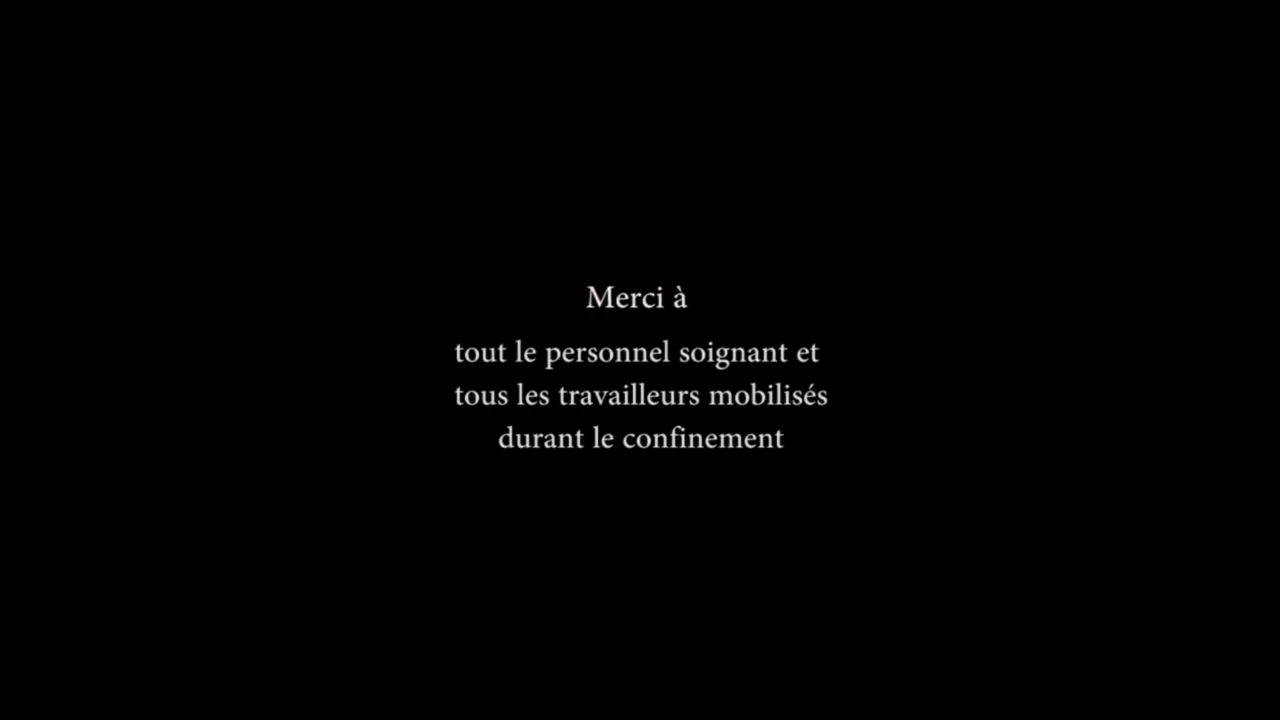 Merci à
tout le personnel soignant et
tous les travailleurs mobilisés
durant le confinement